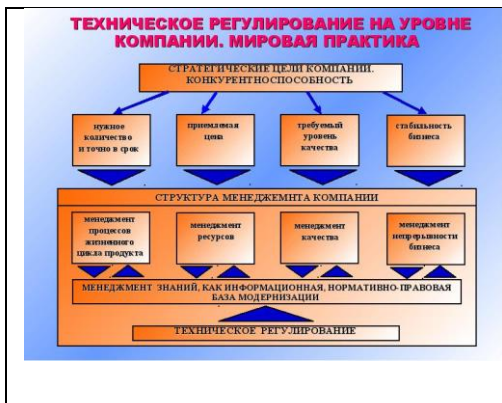 ТЕХНИЧЕСКОЕ РЕГУЛИРОВАНИЕ НА УРОВНЕ
КОМПАНИИ. МИРОВАЯ ПРАКТИКА
СТРАТЕГИЧЕСКИЕ ЦЕЛИ КОМПАНИИ.
КОНКУРЕНТНОСПОСОБНОСТЬ
нужное
количество
и точно в срок
приемлемая
цена
требуемый
уровень
качества
стабильность
бизнеса
СТРУКТУРА МЕНЕДЖЕМНТА КОМПАНИИ
менеджмент
процессов
жизненного
цикла продукта
менеджмент
ресурсов
менеджмент
качества
менеджмент
непрерывности
бизнеса
МЕНЕДЖМЕНТ ЗНАНИЙ, КАК ИНФОРМАЦИОННАЯ, НОРМАТИВНО-ПРАВОВАЯ
БАЗА МОДЕРНИЗАЦИИ
ТЕХНИЧЕСКОЕ РЕГУЛИРОВАНИЕ